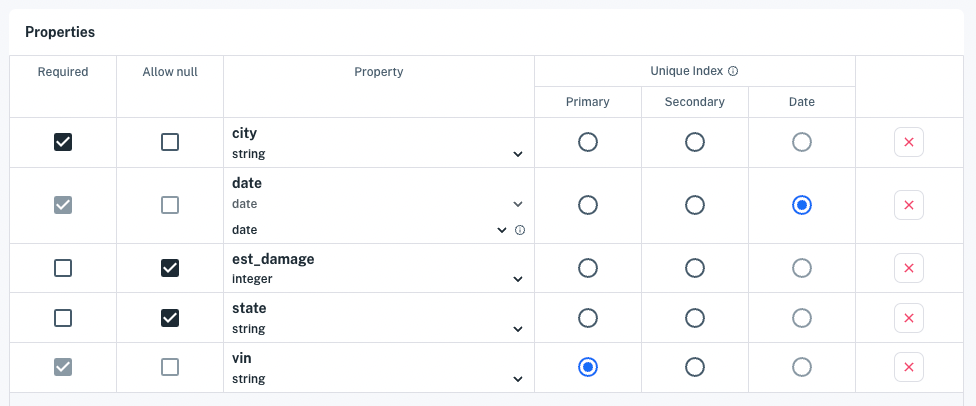 Properties
Required Allow null Property Unique Index
Primary Secondary Date
city
string
date
date
date
est_damage
integer
state
string
vin
string